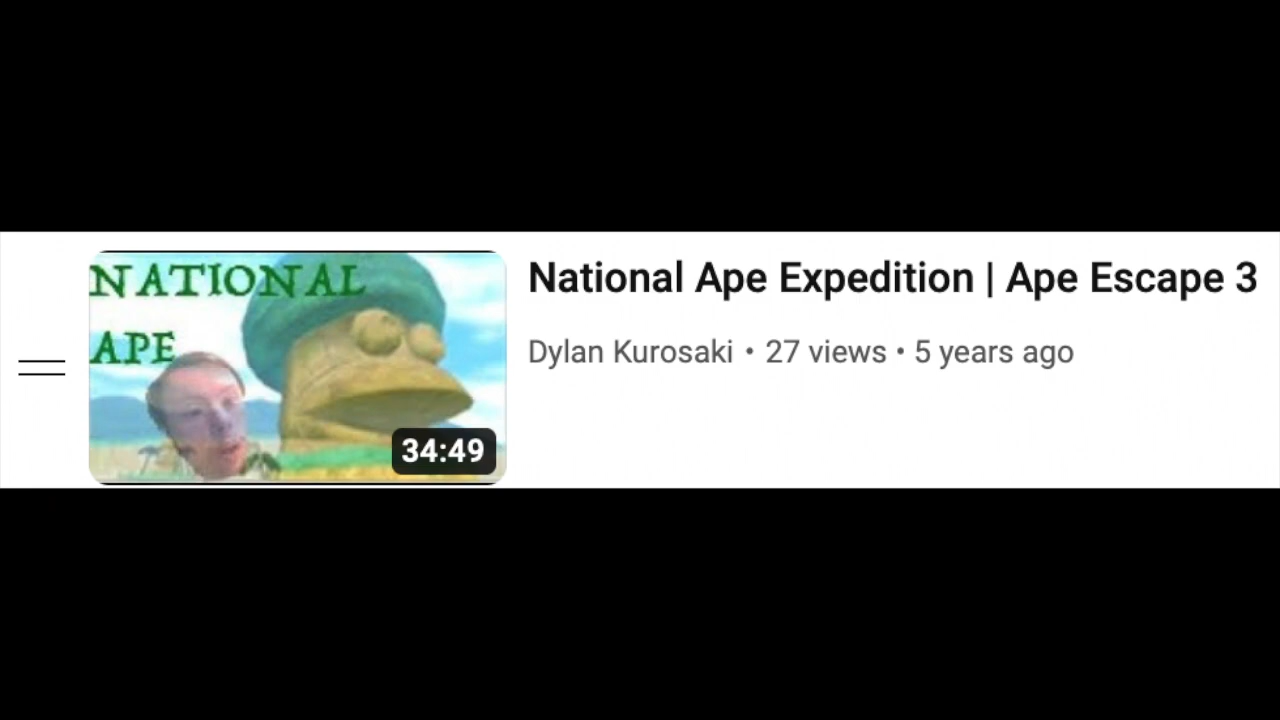 NATIONAL
APE
34:49
National Ape Expedition | Ape Escape 3
Dylan Kurosaki • 27 views • 5 years ago